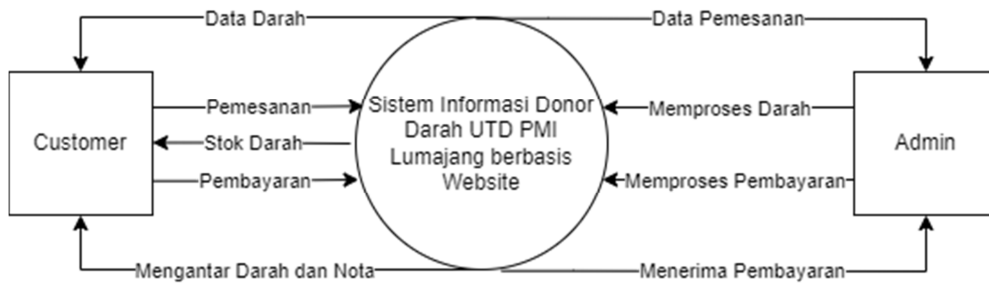 Data Darah
Data Pemesanan
Customer
Pemesanan
Stok Darah
Pembayaran
Sistem Informasi Donor
Darah UTD PMI
Lumajang berbasis
Website
Memproses Darah
Memproses Pembayaran
Admin
Mengantar Darah dan Nota
Menerima Pembayaran